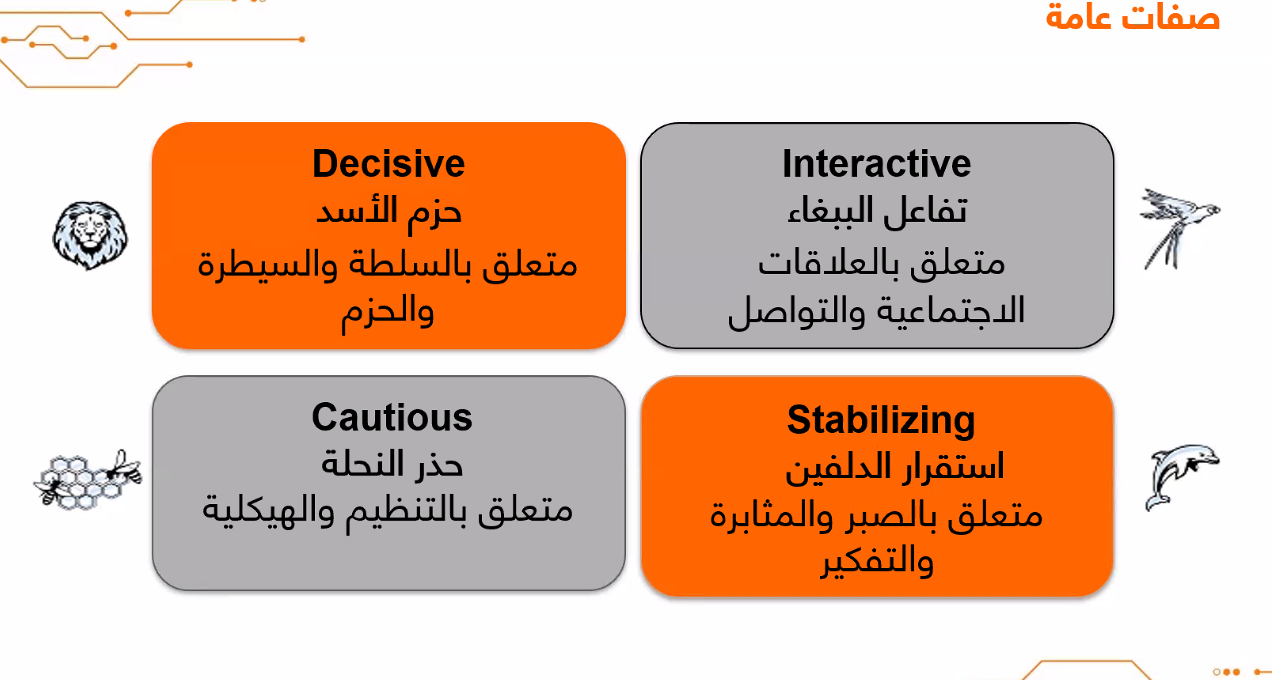 صفات عامة
Decisive
حزم الأسد
متعلق بالسلطة والسيطرة
والحزم
Interactive
تفاعل الببغاء
متعلق بالعلاقات
الاجتماعية والتواصل
Cautious
حذر النحلة
متعلق بالتنظيم والهيكلية
Stabilizing
استقرار الدلفين
متعلق بالصبر والمثابرة
والتفكير